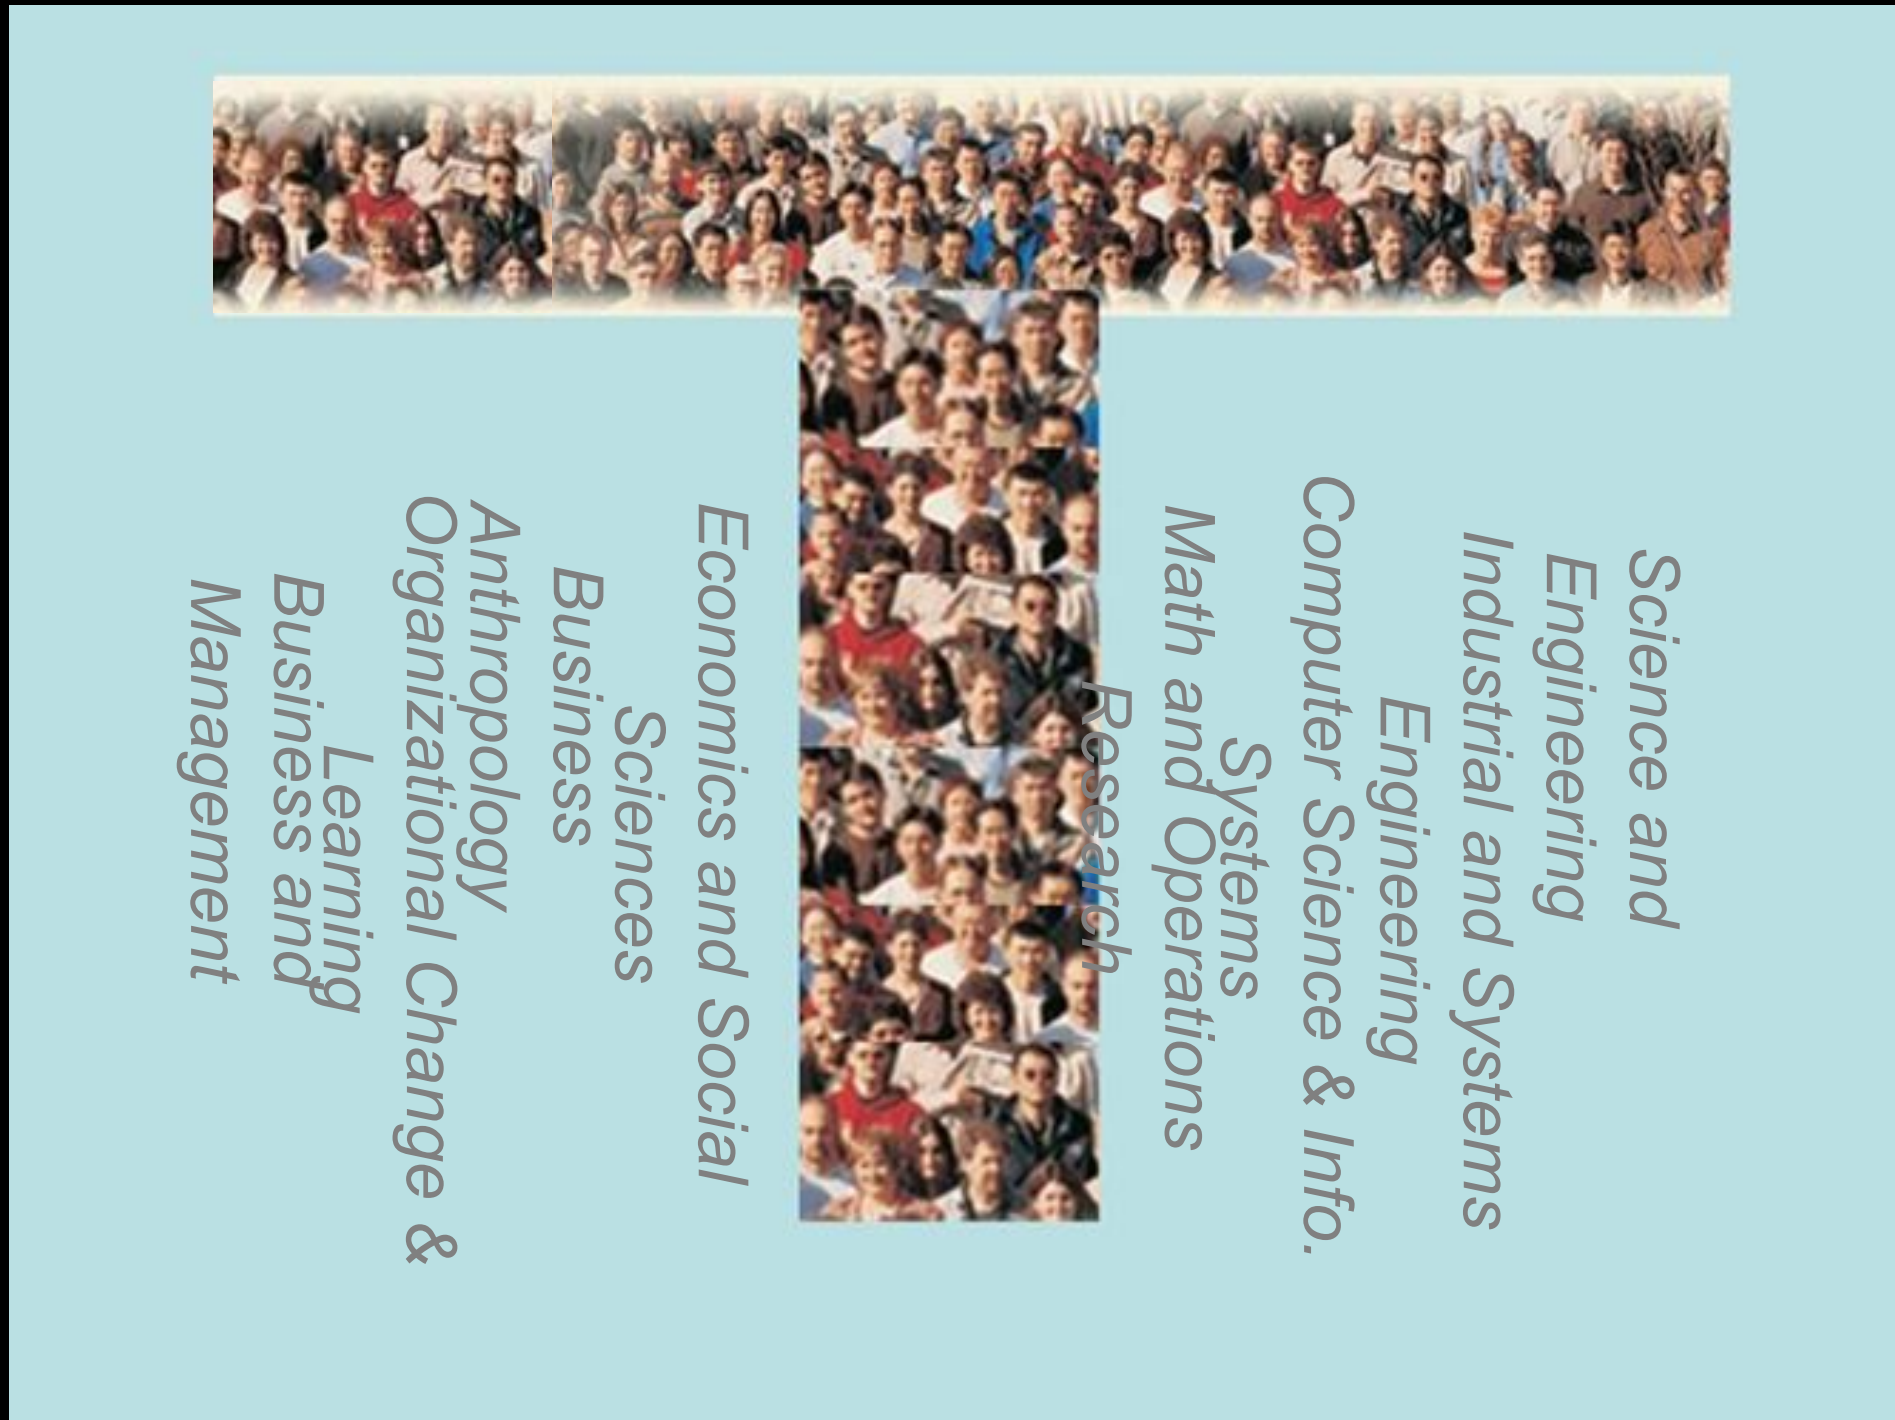 Science and
Engineering
Industrial and Systems
Engineering
Computer Science & Info.
Systems
Math and Operations
Research
Economics and Social
Sciences
Business
Anthropology
Organizational Change &
Learning
Business and
Management